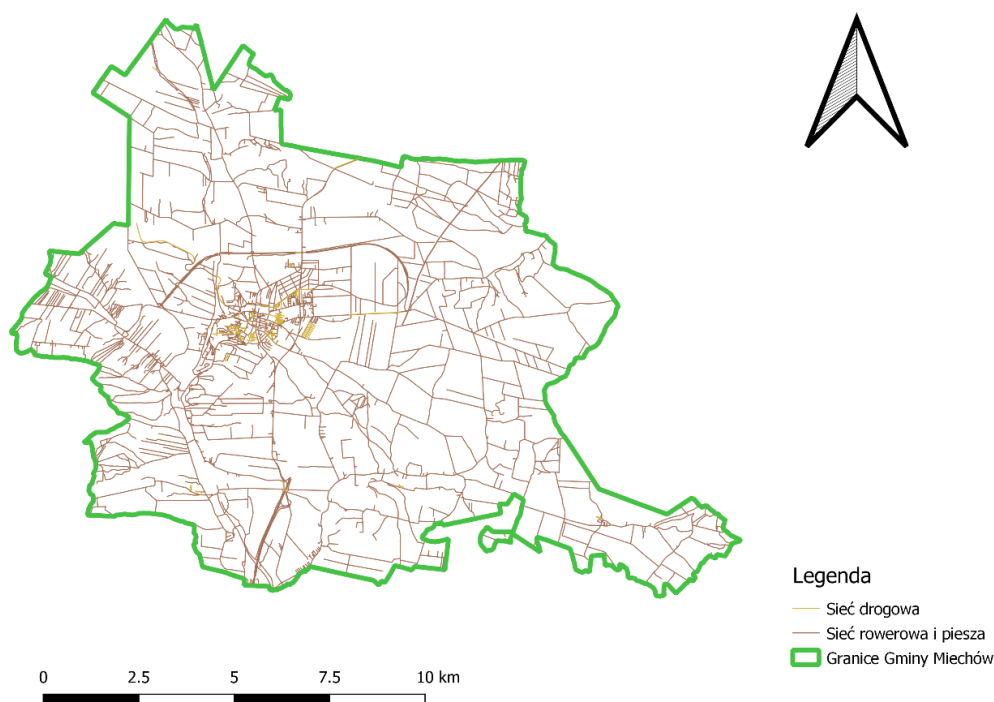 Legenda
Sieć drogowa
Sieć rowerowa i piesza
Granice Gminy Miechów
0 2.5 5 7.5 10 km